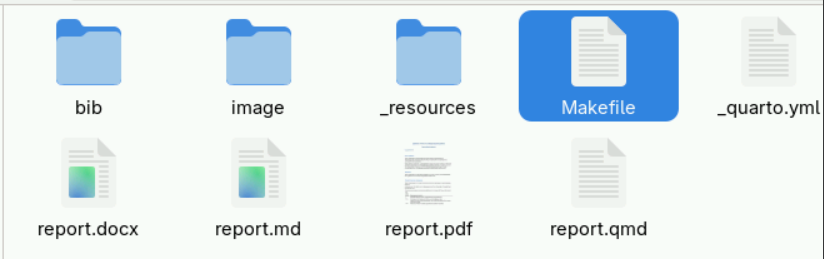 bib image _resources Makefile _quarto.yml
report.docx report.md report.pdf report.qmd